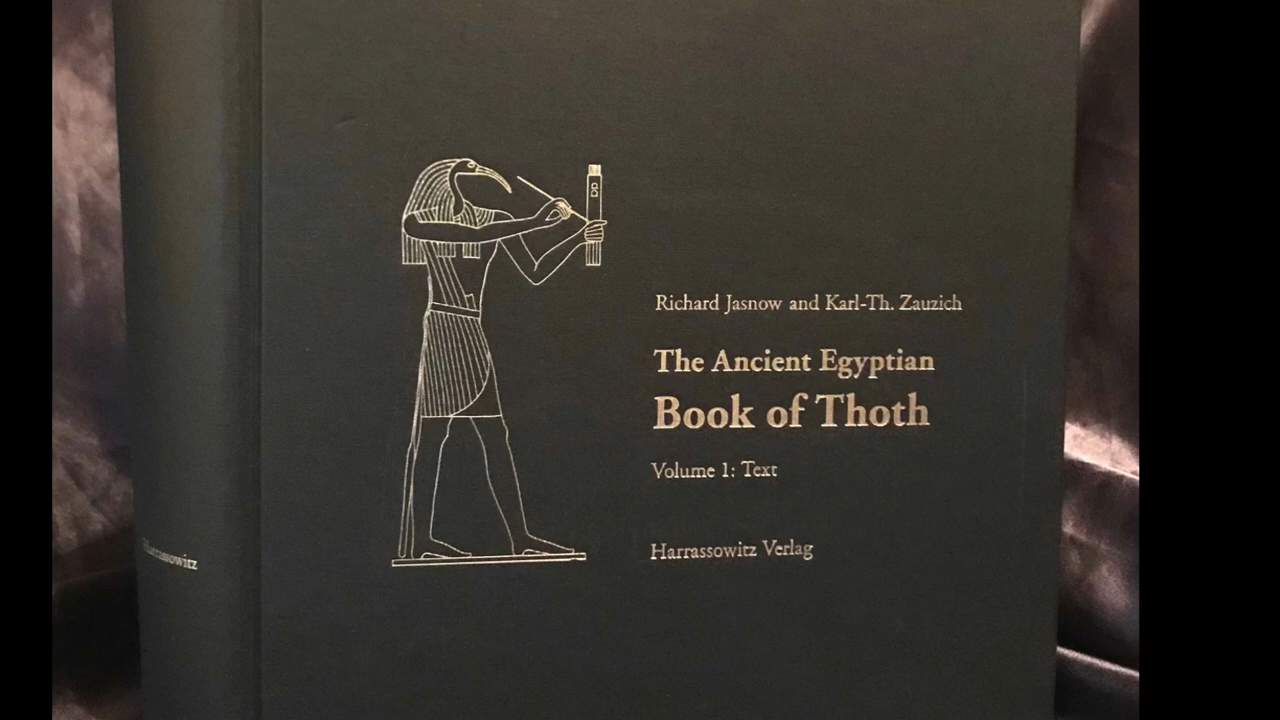 Richard Jasnow and Karl-Th. Zauzich
The Ancient Egyptian
Book of Thoth
Volume 1: Text
Harrassowitz Verlag
Harrassowitz